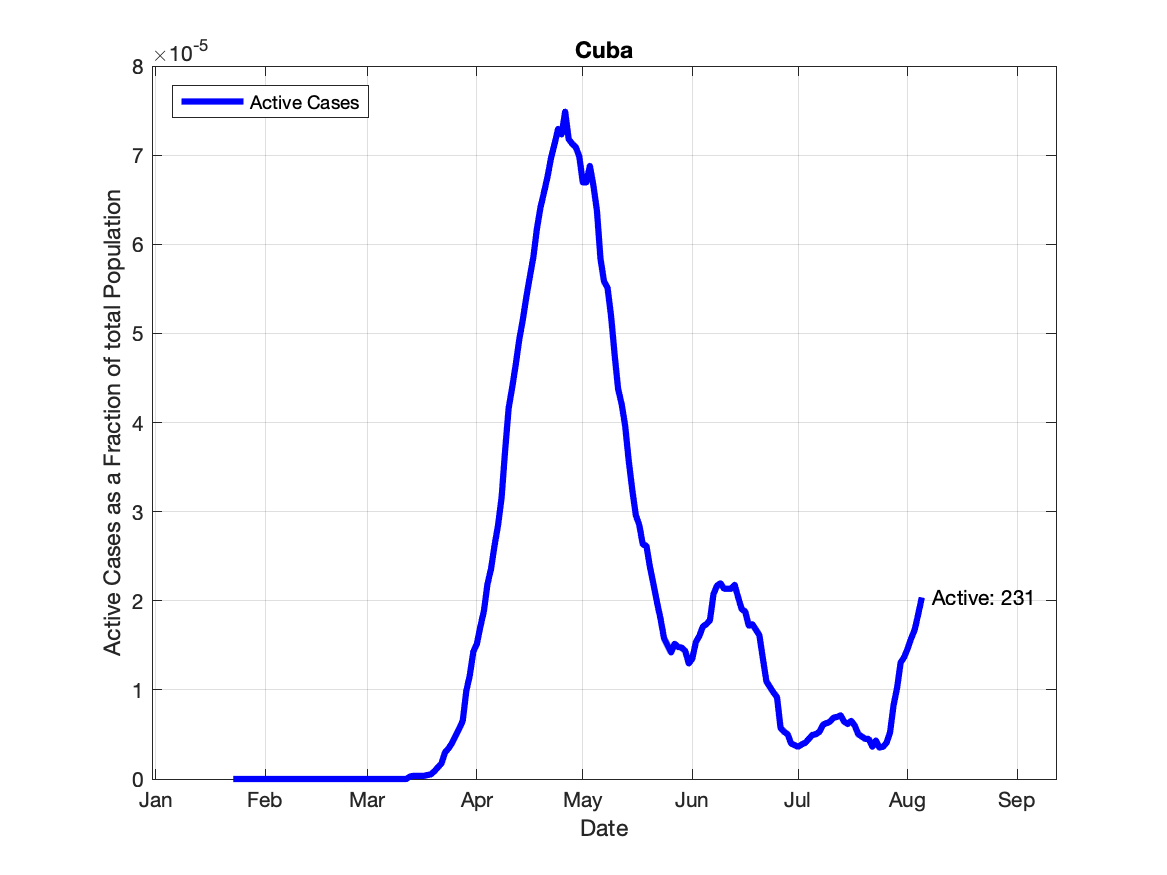 Cuba
×10-5
Active Cases
8
7
6
5
4
3
2
1
0
Active Cases as a Fraction of total Population
Active: 231
Jan Feb Mar Apr May Jun Jul Aug Sep
Date